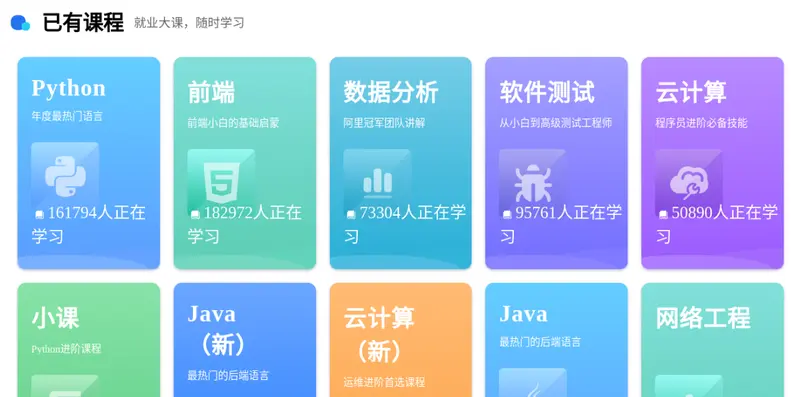 已有课程 就业大课，随时学习
Python
年度最热门语言
161794人正在
学习
前端
前端小白的基础启蒙
182972人正在
学习
数据分析
阿里冠军团队讲解
73304人正在学
习
软件测试
从小白到高级测试工程师
95761人正在学
习
云计算
程序员进阶必备技能
50890人正在学
习
小课
Python进阶课程
Java
（新）
最热门的后端语言
云计算
（新）
运维进阶首选课程
Java
最热门的后端语言
网络工程